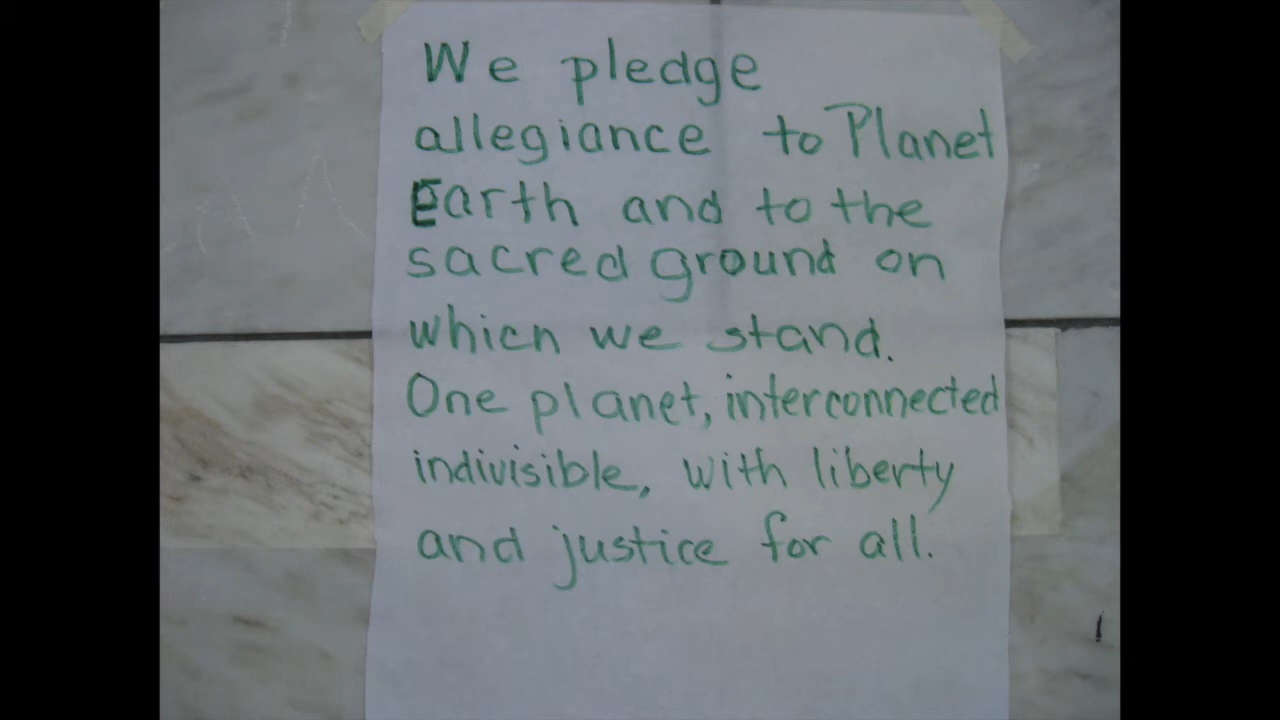 We pledge
allegiance to Planet
Earth and to the
sacred ground on
which we stand.
One planet, interconnected
indivisible, with liberty
and justice for all.